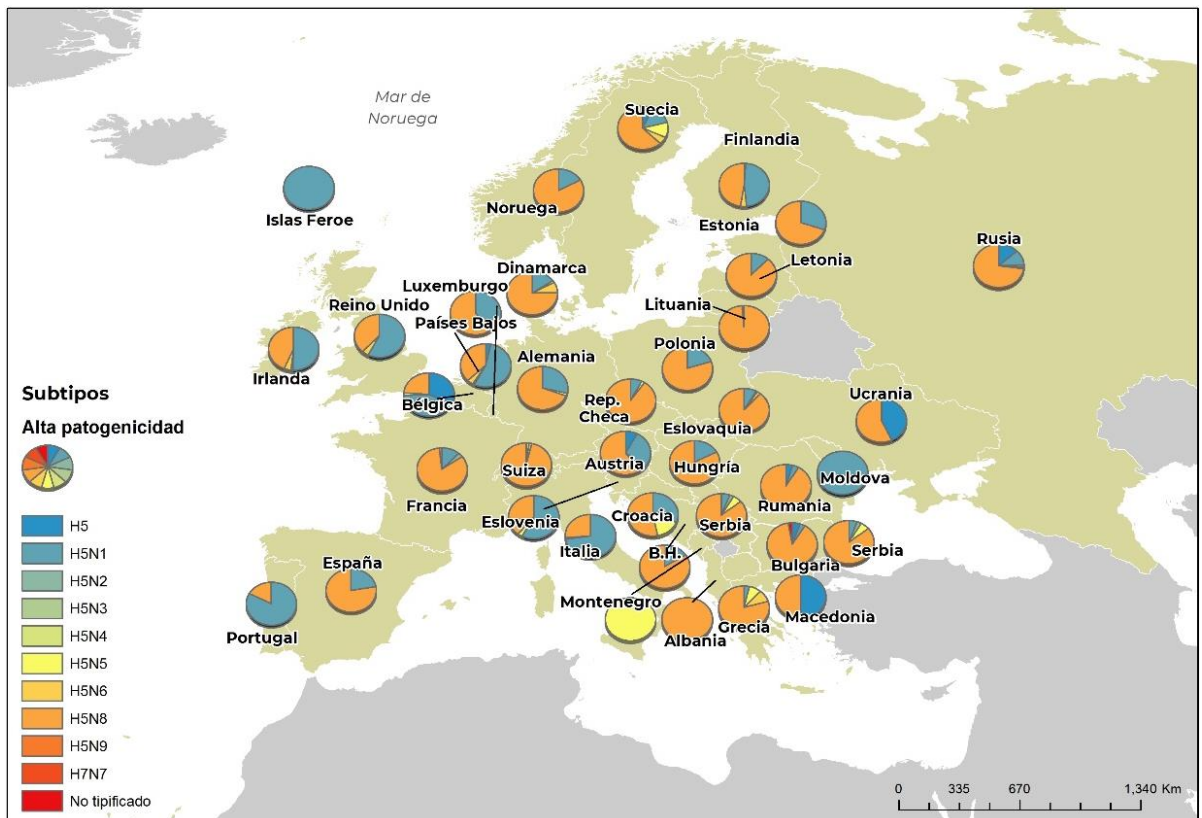 Mar de
Noruega
Suecia
Finlandia
Islas Feroe
Noruega
Estonia
Letonia
Rusia
Dinamarca
Luxemburgo
Lituania
Reino Unido
Países Bajos
Irlanda
Alemania
Polonia
Bélgica
Rep.
Checa
Eslovaquia
Ucrania
Francia
Suiza
Austria
Hungría
Rumania
Moldova
Eslovenia
Italia
Croacia
Serbia
B.H.
Bulgaria
Serbia
España
Portugal
Montenegro
Albania
Grecia
Macedonia
Subtipos
Alta patogenicidad
H5
H5N1
H5N2
H5N3
H5N4
H5N5
H5N6
H5N8
H5N9
H7N7
No tipificado
0 335 670 1,340 Km